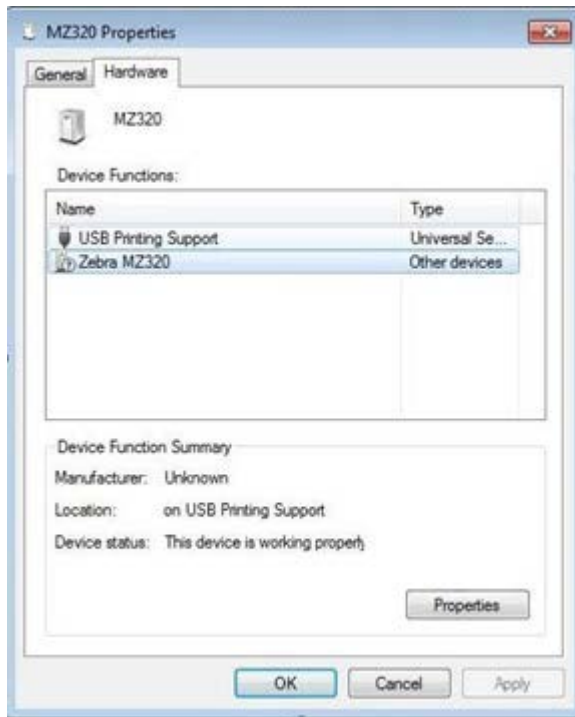 MZ320 Properties
General Hardware
MZ320
Device Functions:
Name Type
USB Printing Support Universal Se...
Zebra MZ320 Other devices
Device Function Summary
Manufacturer: Unknown
Location: on USB Printing Support
Device status: This device is working properly
Properties
OK Cancel Apply